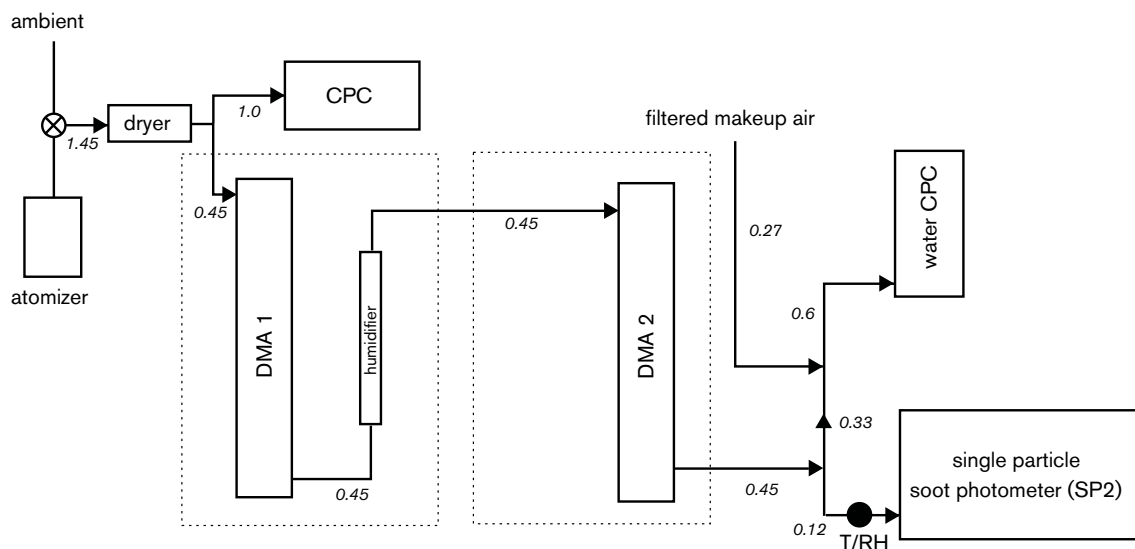 ambient
CPC
1.0
dryer
1.45
filtered makeup air
water CPC
0.45
0.45
0.27
atomizer
DMA 1
humidifier
DMA 2
0.6
0.33
single particle
soot photometer (SP2)
0.45
0.45
0.12
T/RH